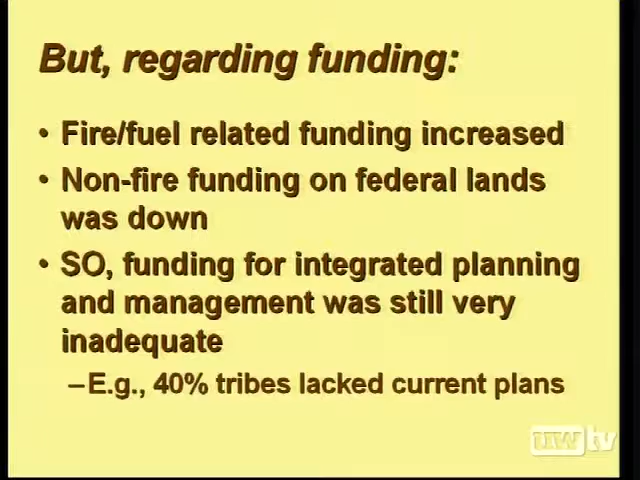 But, regarding funding:
• Fire/fuel related funding increased
• Non-fire funding on federal lands
was down
• SO, funding for integrated planning
and management was still very
inadequate
–E.g., 40% tribes lacked current plans
uwtv